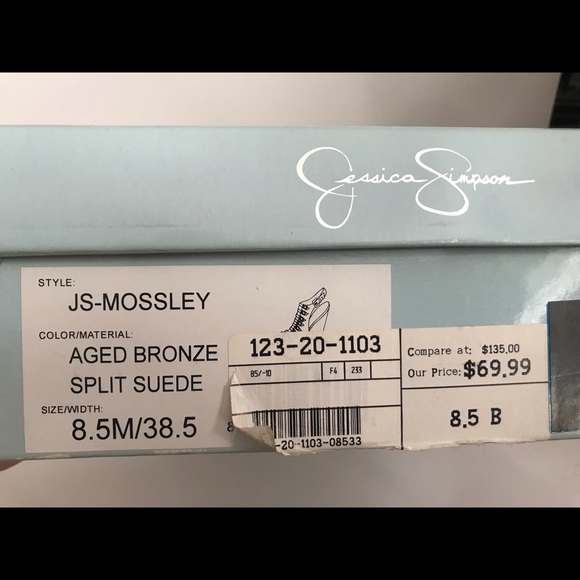 Jessica Simpson
STYLE:
JS-MOSSLEY
COLOR/MATERIAL:
AGED BRONZE
SPLIT SUEDE
SIZE/WIDTH:
8.5M/38.5
123-20-1103
85/-10 F4 233
-20-1103-08533
Compare at: $135.00
Our Price: $69.99
8.5 B